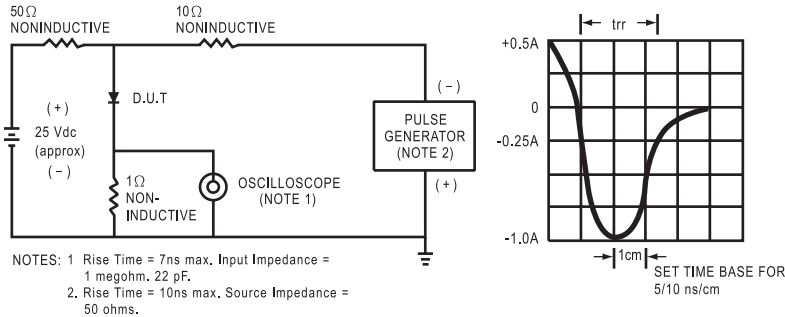 50Ω
NONINDUCTIVE
10Ω
NONINDUCTIVE
D.U.T
(+)
25 Vdc
(approx)
(−)
1Ω
NON-
INDUCTIVE
OSCILLOSCOPE
(NOTE 1)
(−)
PULSE
GENERATOR
(NOTE 2)
(+)
NOTES: 1 Rise Time = 7ns max. Input Impedance =
1 megohm. 22 pF.
2. Rise Time = 10ns max. Source Impedance =
50 ohms.
trr
+0.5A
0
-0.25A
-1.0A
1cm
SET TIME BASE FOR
5/10 ns/cm